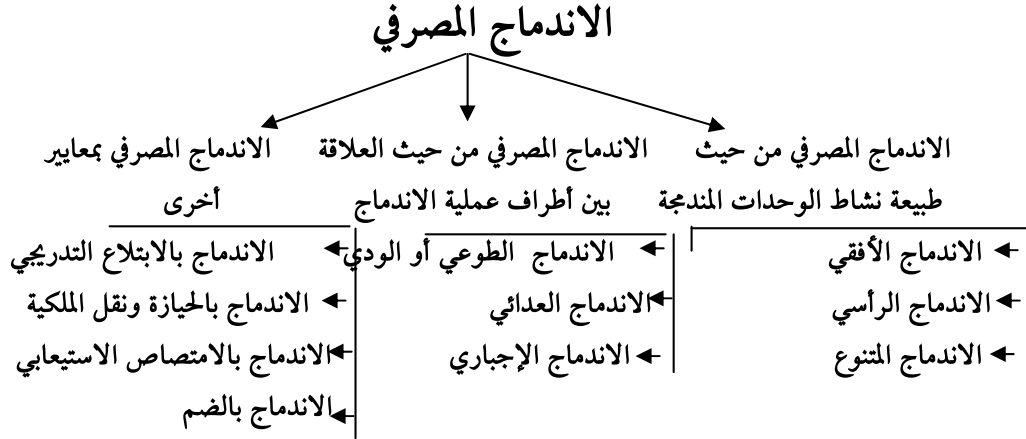 الاندماج المصرفي
الاندماج المصرفي من حيث
طبيعة نشاط الوحدات المندمجة
الاندماج الأفقي
الاندماج الرأسي
الاندماج المتنوع
الاندماج المصرفي من حيث العلاقة
بين أطراف عملية الاندماج
الاندماج الطوعي أو الودي
الاندماج العدائي
الاندماج الإجباري
الاندماج المصرفي بمعايير
أخرى
الاندماج بالابتلاع التدريجي
الاندماج بالحيازة ونقل الملكية
الاندماج بالامتصاص الاستيعابي
الاندماج بالضم